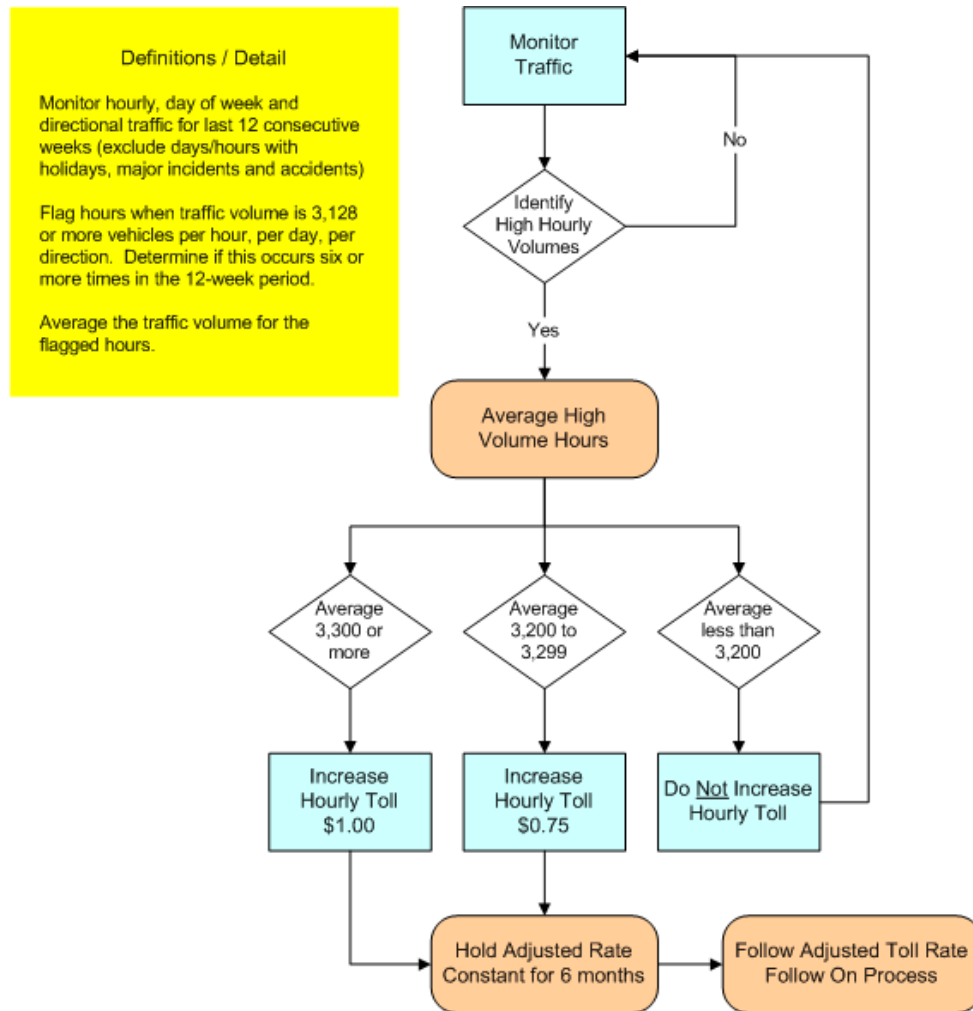 Definitions / Detail
Monitor hourly, day of week and
directional traffic for last 12 consecutive
weeks (exclude days/hours with
holidays, major incidents and accidents)
Flag hours when traffic volume is 3,128
or more vehicles per hour, per day, per
direction.  Determine if this occurs six or
more times in the 12-week period.
Average the traffic volume for the
flagged hours.
Monitor
Traffic
No
Identify
High Hourly
Volumes
Yes
Average High
Volume Hours
Average
3,300 or
more
Average
3,200 to
3,299
Average
less than
3,200
Increase
Hourly Toll
$1.00
Increase
Hourly Toll
$0.75
Do Not Increase
Hourly Toll
Hold Adjusted Rate
Constant for 6 months
Follow Adjusted Toll Rate
Follow On Process